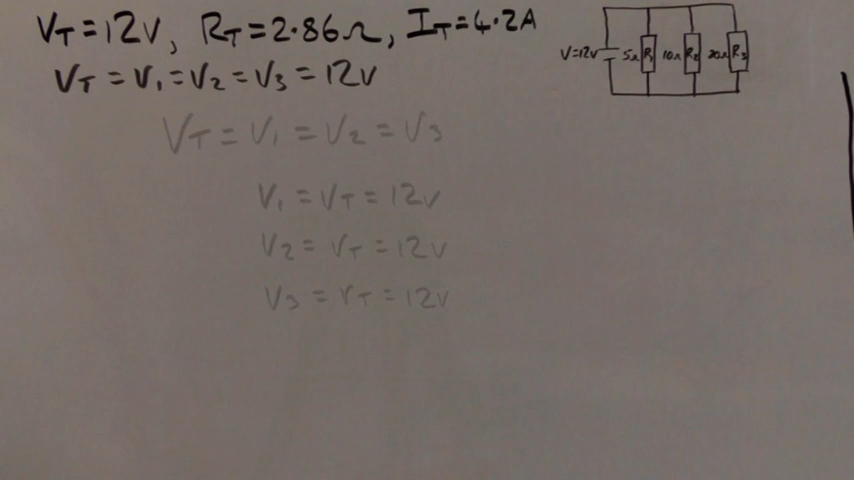 VT = 12V, RT = 2.86Ω, IT = 4.2A
VT = V1 = V2 = V3 = 12V
V=12V 5Ω R1 10Ω R2 20Ω R3
VT = V1 = V2 = V3
V1 = VT = 12V
V2 = VT = 12V
V3 = VT = 12V